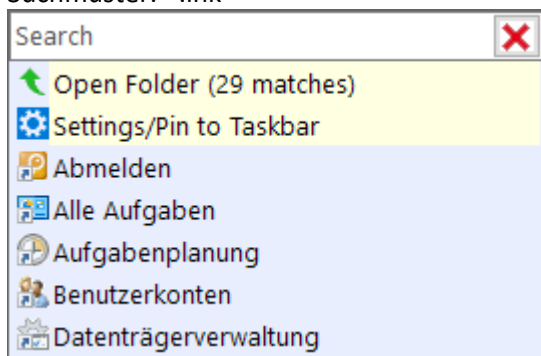 Search
Open Folder (29 matches)
Settings/Pin to Taskbar
Abmelden
Alle Aufgaben
Aufgabenplanung
Benutzerkonten
Datenträgerverwaltung